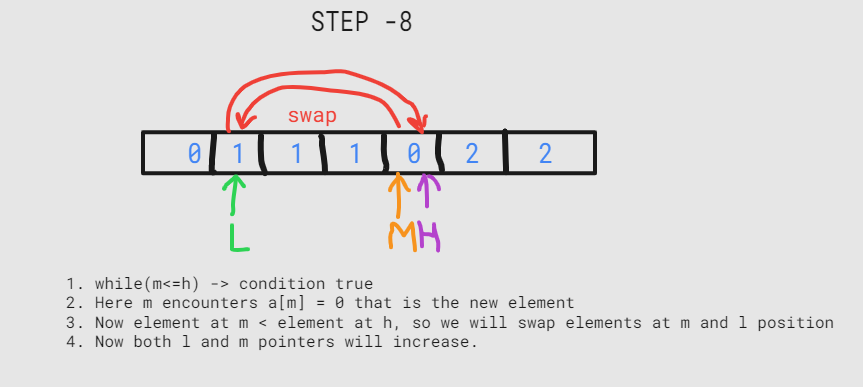 STEP -8
swap
0 1 1 1 0 2 2
L M H
1. while(m<=h) -> condition true
2. Here m encounters a[m] = 0 that is the new element
3. Now element at m < element at h, so we will swap elements at m and l position
4. Now both l and m pointers will increase.